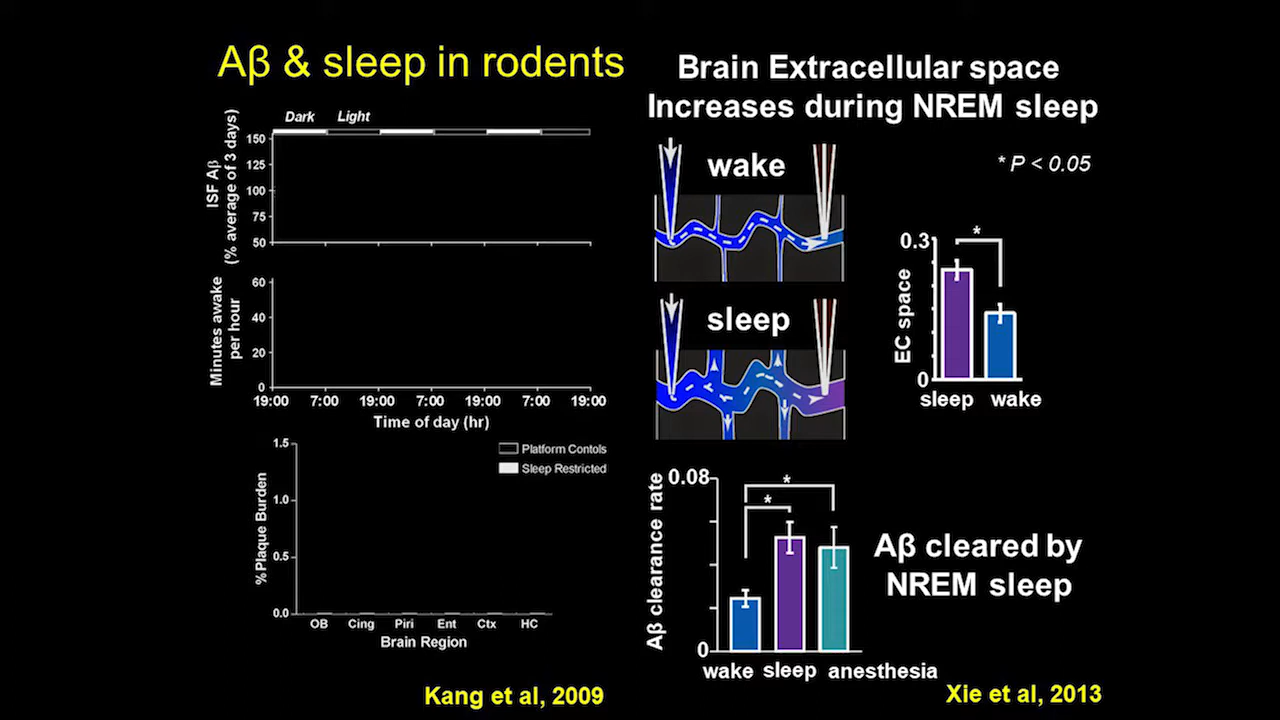 Aβ & sleep in rodents
Dark Light
ISF Aβ
(% average of 3 days)
150
125
100
75
50
Minutes awake
per hour
60
40
20
0
19:00 7:00 19:00 7:00 19:00 7:00 19:00
Time of day (hr)
%Plaque Burden
1.5
1.0
0.5
0.0
Platform Contols
Sleep Restricted
OB Cing Piri Ent Ctx HC
Brain Region
Kang et al, 2009
Brain Extracellular space
Increases during NREM sleep
wake
* P < 0.05
sleep
EC space
0.3
*
0
sleep wake
Aβ clearance rate
0.08
*
*
0
wake sleep anesthesia
Aβ cleared by
NREM sleep
Xie et al, 2013